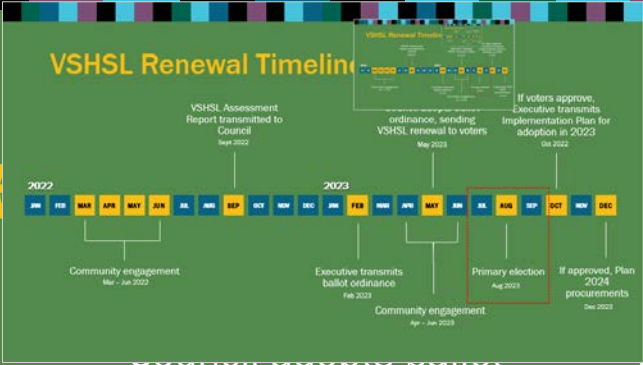 VSHSL Renewal Timeline
VSHSL Renewal Timeline
VSHSL Assessment
Report transmitted to
Council
Sept 2022
ordinance, sending
VSHSL renewal to voters
May 2023
If voters approve,
Executive transmits
Implementation Plan for
adoption in 2023
Oct 2022
2022
2023
JAN FEB MAR APR MAY JUN JUL AUG SEP OCT NOV DEC JAN FEB MAR APR MAY JUN JUL AUG SEP OCT NOV DEC
Community engagement
Mar – Jun 2022
Executive transmits
ballot ordinance
Feb 2023
Community engagement
Apr – Jun 2023
Primary election
Aug 2023
If approved, Plan
2024
procurements
Dec 2023